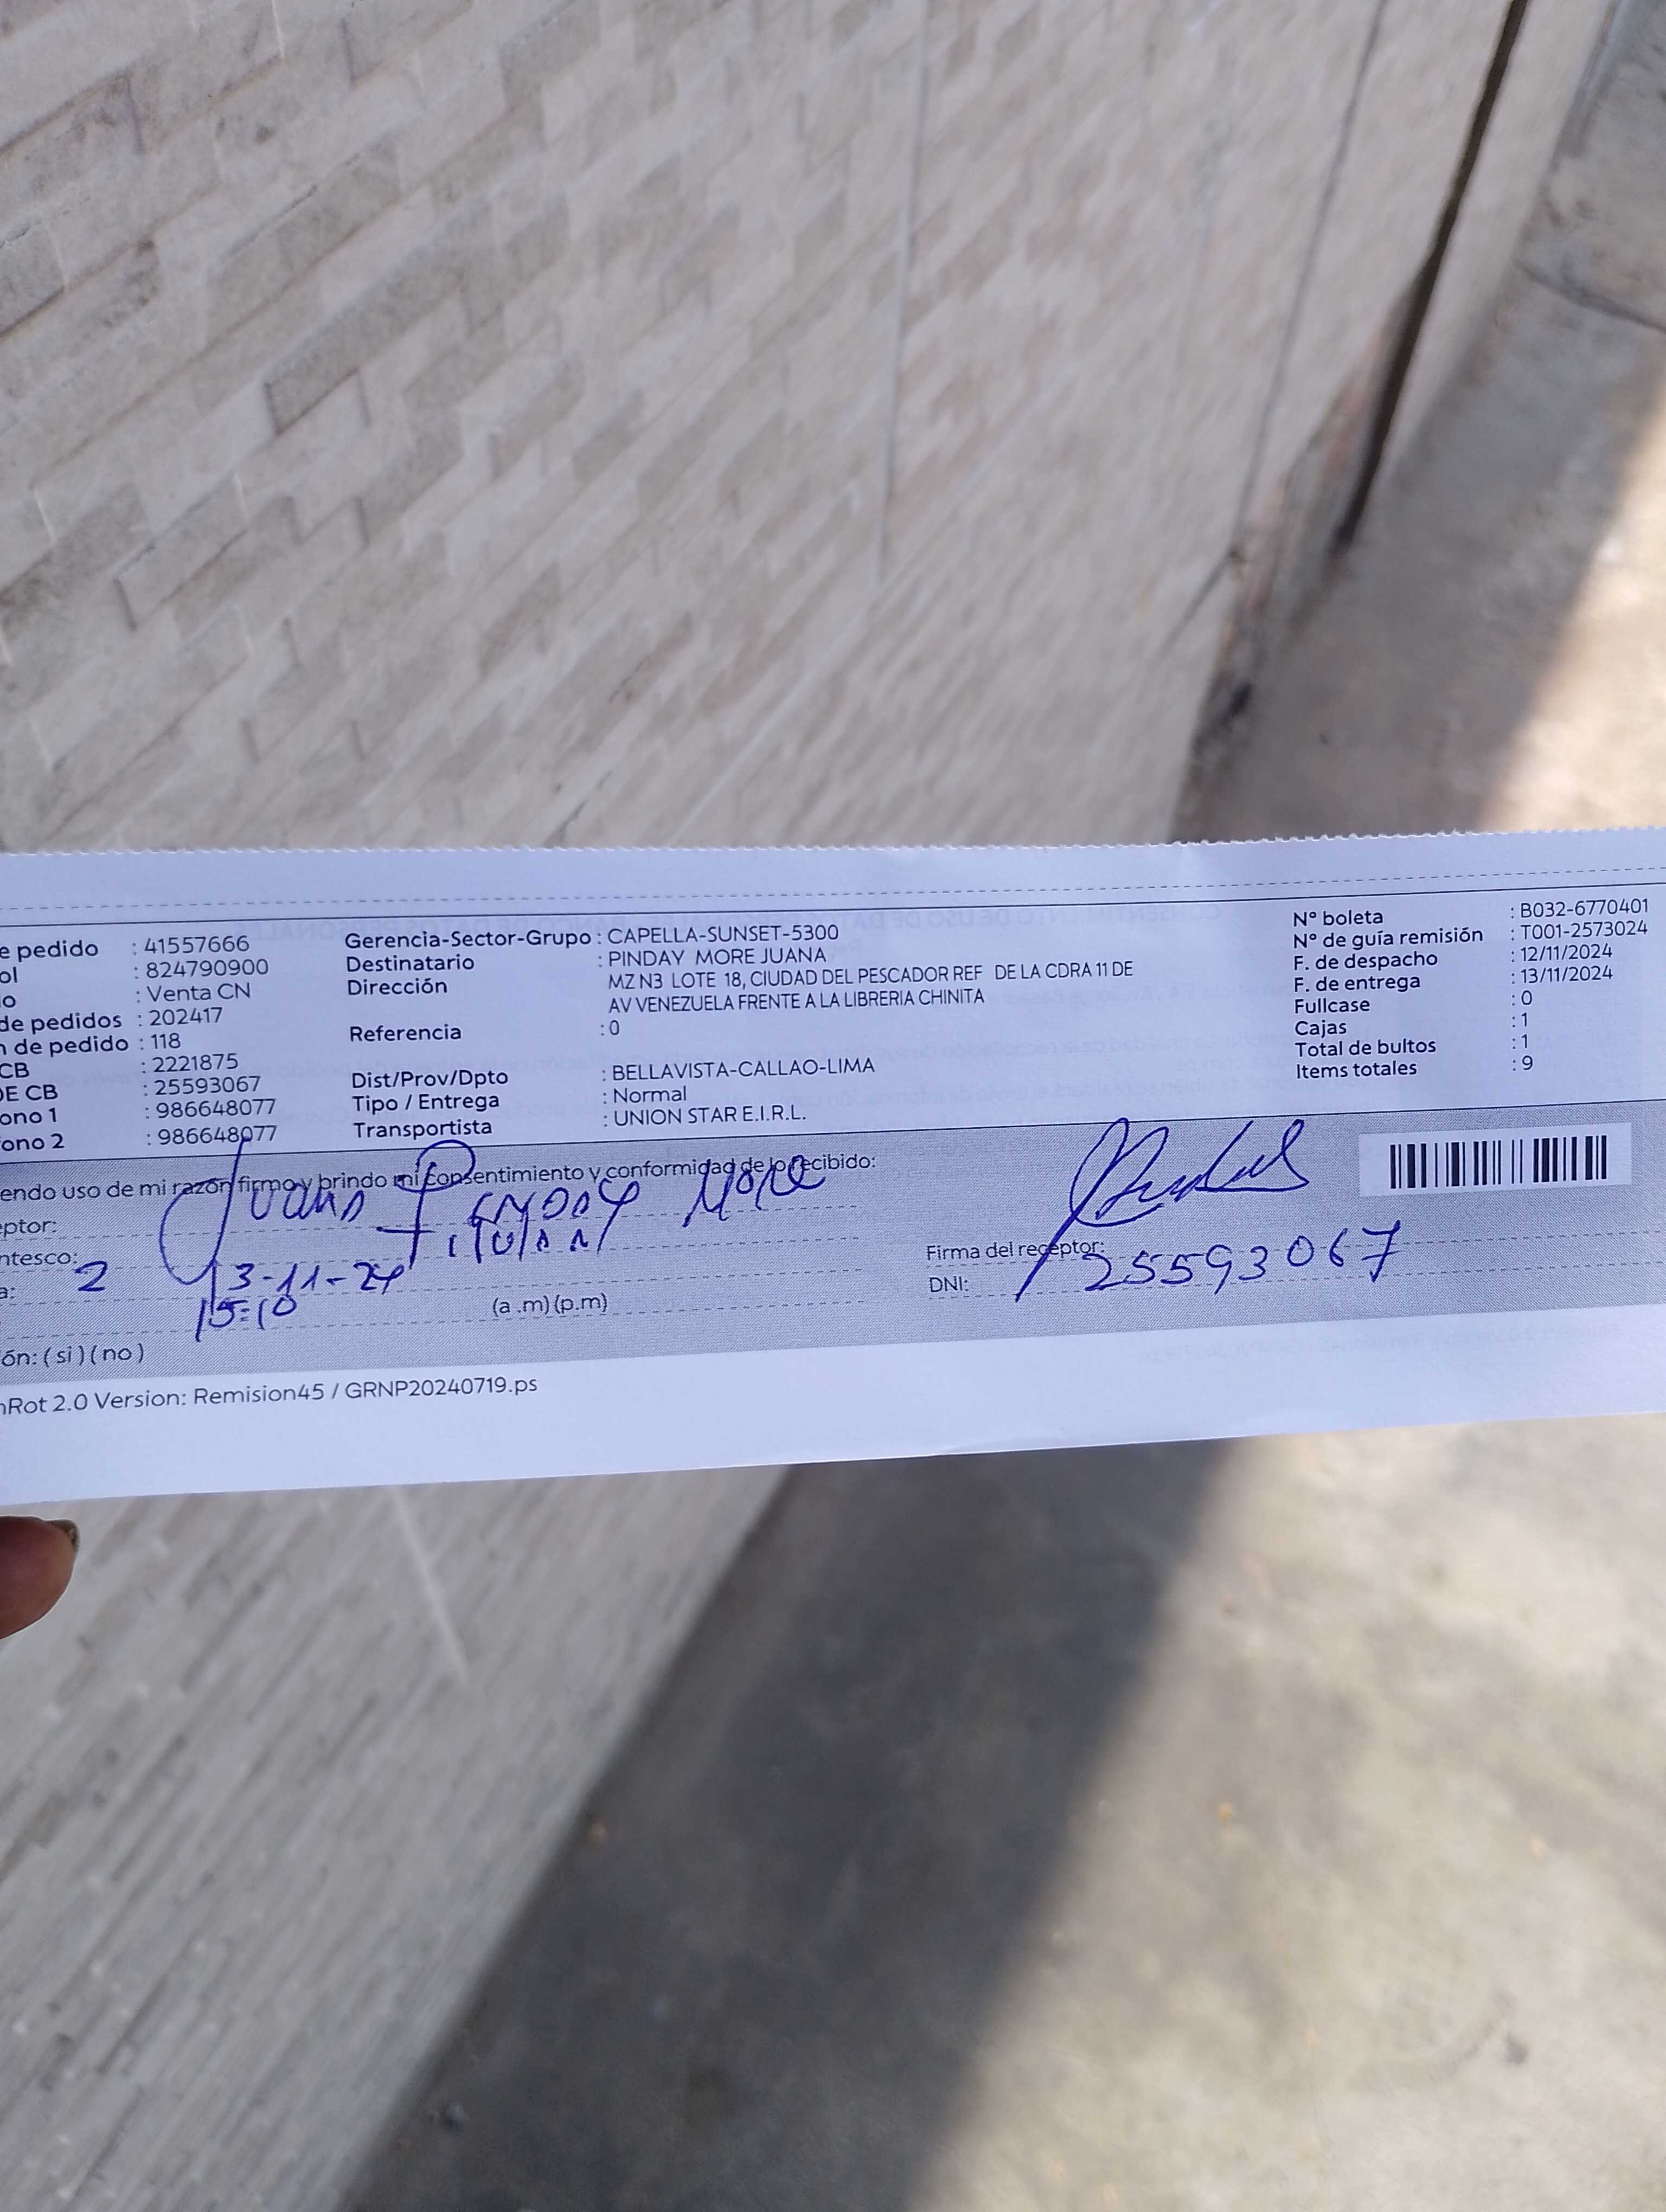 e pedido : 41557666
ol : 824790900
o : Venta CN
de pedidos : 202417
n de pedido : 118
CB : 2221875
DE CB : 25593067
ono 1 : 986648077
ono 2 : 986648077
Gerencia-Sector-Grupo : CAPELLA-SUNSET-5300
Destinatario : PINDAY MORE JUANA
Dirección MZ N3 LOTE 18, CIUDAD DEL PESCADOR REF DE LA CDRA 11 DE
AV VENEZUELA FRENTE A LA LIBRERIA CHINITA
Referencia : 0
Dist/Prov/Dpto : BELLAVISTA-CALLAO-LIMA
Tipo / Entrega : Normal
Transportista : UNION STAR E.I.R.L.
N° boleta : B032-6770401
N° de guía remisión : T001-2573024
F. de despacho : 12/11/2024
F. de entrega : 13/11/2024
Fullcase : 0
Cajas : 1
Total de bultos : 1
Items totales : 9
endo uso de mi razón firmo y brindo mi consentimiento y conformidad de lo recibido:
eptor: Juana Pinday More
ntesco: Titular
a: 2 13-11-24
15:10 (a .m) (p.m)
Firma del receptor:
DNI: 25593067
ón: ( si ) ( no )
nRot 2.0 Version: Remision45 / GRNP20240719.ps